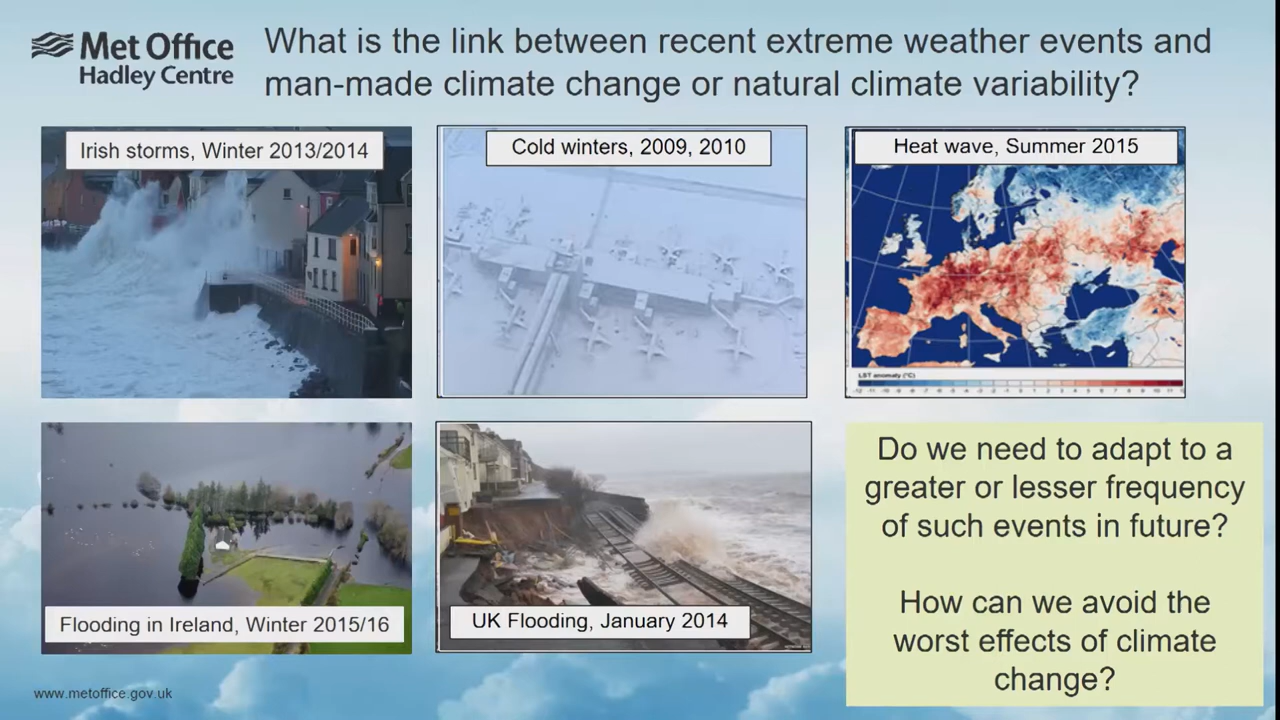 Met Office
Hadley Centre
What is the link between recent extreme weather events and
man-made climate change or natural climate variability?
Irish storms, Winter 2013/2014
Cold winters, 2009, 2010
Heat wave, Summer 2015
LST anomaly (°C)
Flooding in Ireland, Winter 2015/16
UK Flooding, January 2014
Do we need to adapt to a
greater or lesser frequency
of such events in future?
How can we avoid the
worst effects of climate
change?
www.metoffice.gov.uk